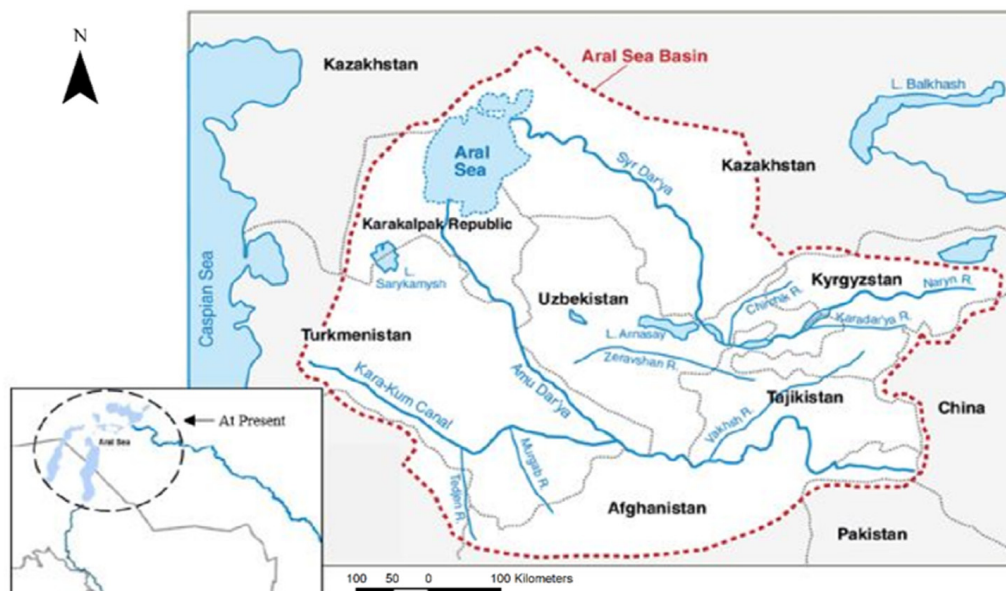 N
Kazakhstan
Aral Sea Basin
L. Balkhash
Aral
Sea
Syr Dar'ya
Kazakhstan
Karakalpak Republic
L.
Sarykamysh
Caspian Sea
Uzbekistan
Chirchik R.
Kyrgyzstan
Naryn R.
Karadar'ya R.
L. Arnasay
Zeravshan R.
Turkmenistan
Kara-Kum Canal
Amu Dar'ya
Vakhsh R.
Tajikistan
China
At Present
Aral Sea
Tedjen R.
Murgab R.
Afghanistan
Pakistan
100 50 0 100 Kilometers